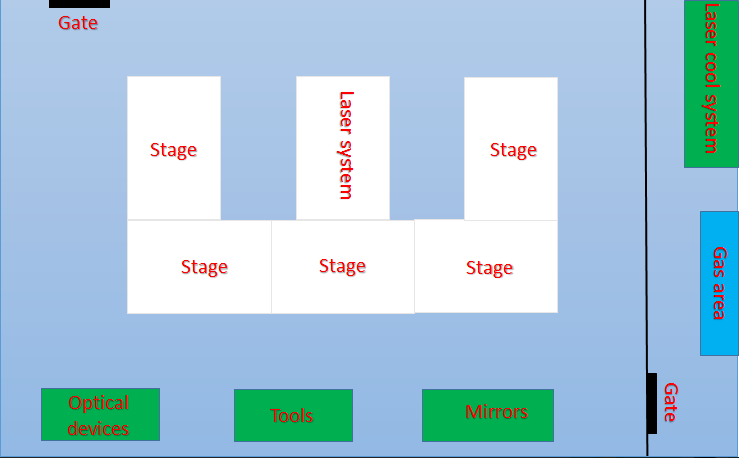 Gate
Laser cool system
Stage
Laser system
Stage
Gas area
Stage
Stage
Stage
Optical
devices
Tools
Mirrors
Gate